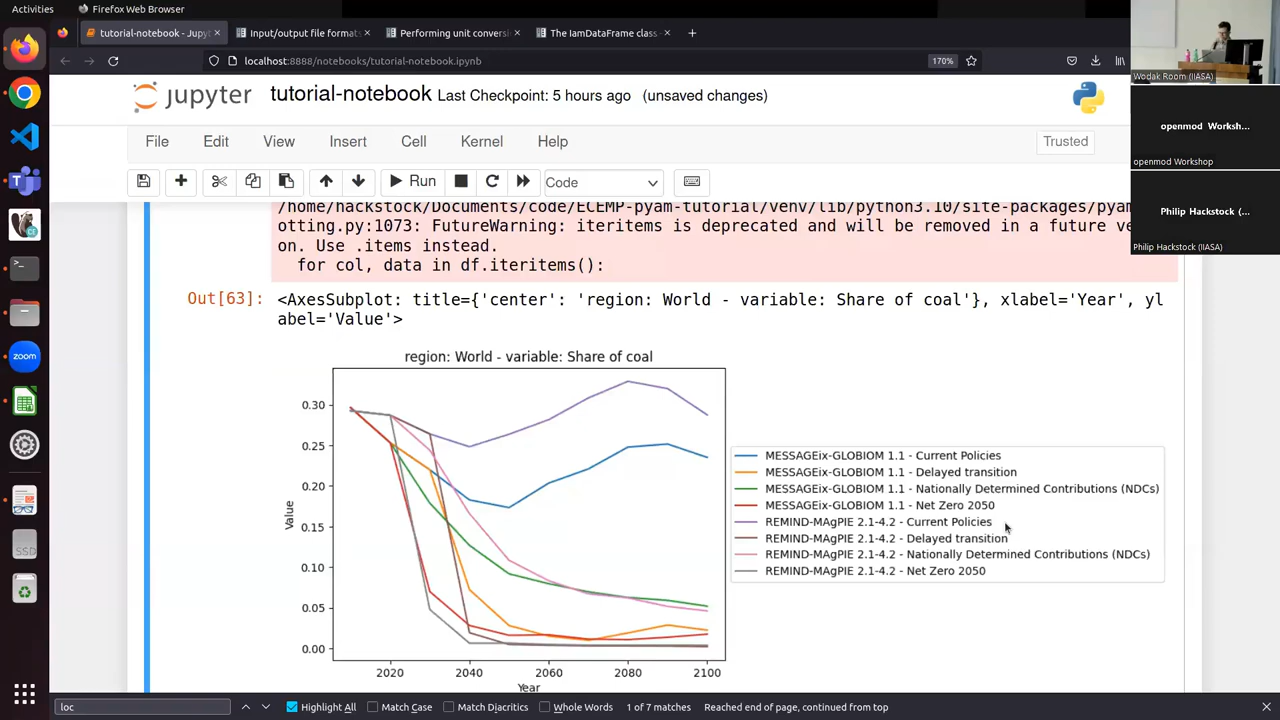 Activities
Firefox Web Browser
tutorial-notebook - Jupyt
Input/output file formats
Performing unit conversi
The IamDataFrame class
localhost:8888/notebooks/tutorial-notebook.ipynb
170%
jupyter
tutorial-notebook Last Checkpoint: 5 hours ago (unsaved changes)
File Edit View Insert Cell Kernel Help
Trusted
Run
Code
/home/hackstock/Documents/code/ECEMP-pyam-tutorial/venv/lib/python3.10/site-packages/pyam
otting.py:1073: FutureWarning: iteritems is deprecated and will be removed in a future ve
on. Use .items instead.
for col, data in df.iteritems():
Out[63]:
<AxesSubplot: title={'center': 'region: World - variable: Share of coal'}, xlabel='Year', yl
abel='Value'>
region: World - variable: Share of coal
0.30
0.25
0.20
0.15
0.10
0.05
0.00
Value
2020 2040 2060 2080 2100
Year
MESSAGEix-GLOBIOM 1.1 - Current Policies
MESSAGEix-GLOBIOM 1.1 - Delayed transition
MESSAGEix-GLOBIOM 1.1 - Nationally Determined Contributions (NDCs)
MESSAGEix-GLOBIOM 1.1 - Net Zero 2050
REMIND-MAgPIE 2.1-4.2 - Current Policies
REMIND-MAgPIE 2.1-4.2 - Delayed transition
REMIND-MAgPIE 2.1-4.2 - Nationally Determined Contributions (NDCs)
REMIND-MAgPIE 2.1-4.2 - Net Zero 2050
Wodak Room (IIASA)
openmod Worksh...
openmod Workshop
Philip Hackstock (...
Philip Hackstock (IIASA)
zoom
SSD
loc
Highlight All Match Case Match Diacritics Whole Words 1 of 7 matches Reached end of page, continued from top